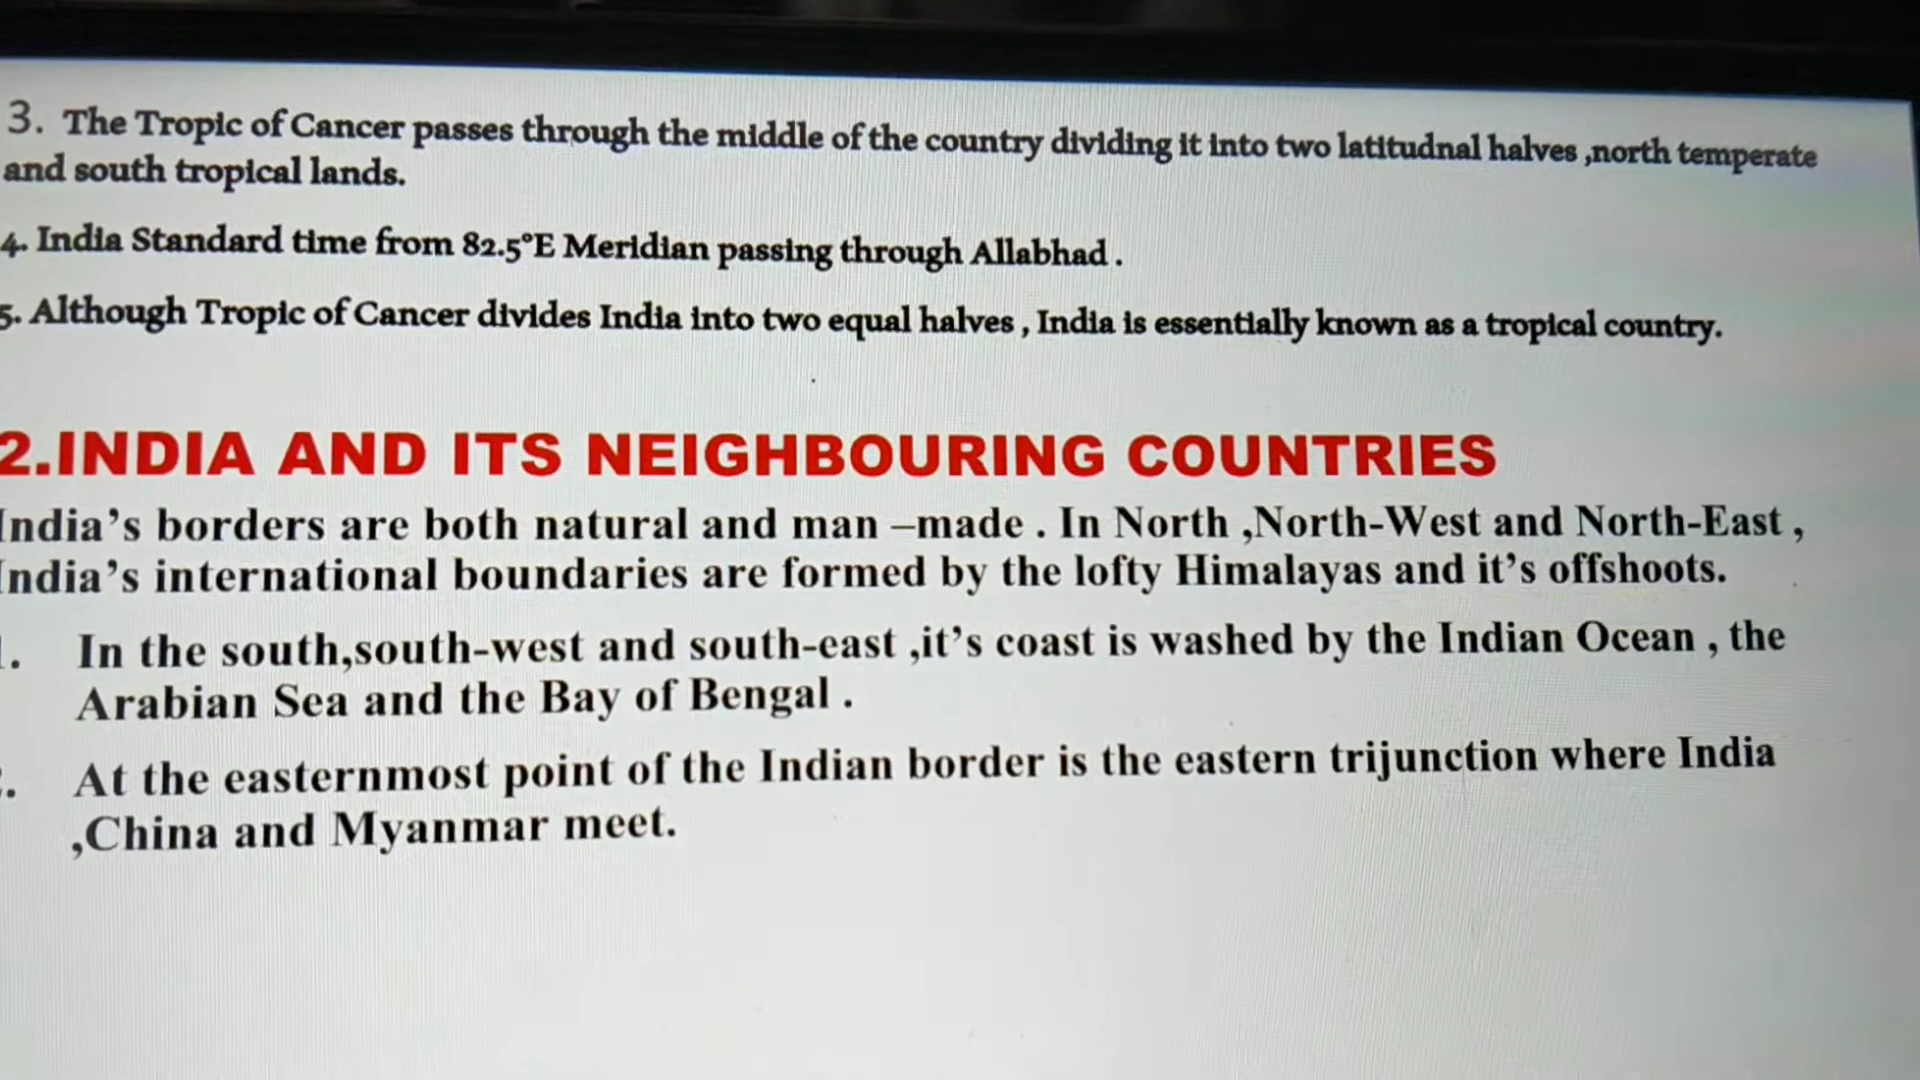 3. The Tropic of Cancer passes through the middle of the country dividing it into two latitudnal halves ,north temperate
and south tropical lands.
4. India Standard time from 82.5°E Meridian passing through Allabhad .
5. Although Tropic of Cancer divides India into two equal halves , India is essentially known as a tropical country.
2.INDIA AND ITS NEIGHBOURING COUNTRIES
India's borders are both natural and man –made . In North ,North-West and North-East ,
India's international boundaries are formed by the lofty Himalayas and it's offshoots.
1. In the south,south-west and south-east ,it's coast is washed by the Indian Ocean , the
Arabian Sea and the Bay of Bengal .
2. At the easternmost point of the Indian border is the eastern trijunction where India
,China and Myanmar meet.